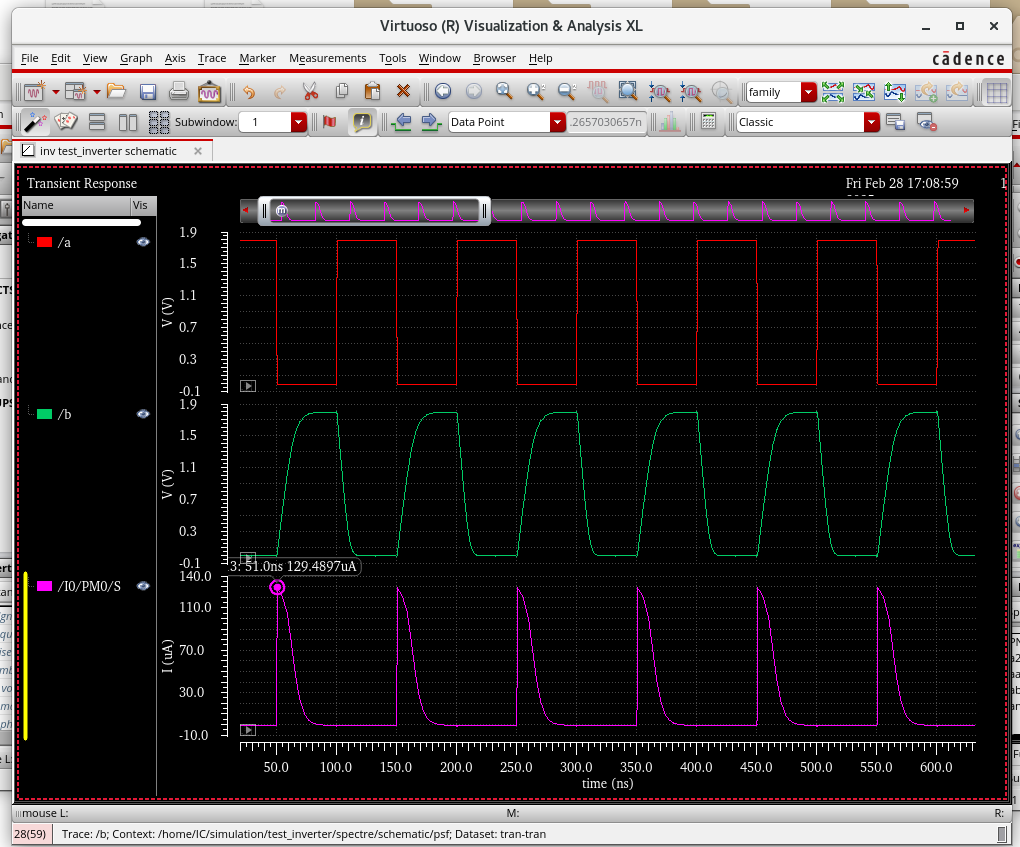 Virtuoso (R) Visualization & Analysis XL
File Edit View Graph Axis Trace Marker Measurements Tools Window Browser Help
cādence
family
Subwindow: 1
Data Point
.2657030657n
Classic
inv test_inverter schematic
Transient Response
Fri Feb 28 17:08:59
1
Name Vis
m
/a
1.9
1.5
1.1
0.7
0.3
-0.1
V (V)
/b
1.9
1.5
1.1
0.7
0.3
-0.1
V (V)
3: 51.0ns 129.4897uA
/I0/PM0/S
140.0
110.0
70.0
30.0
-10.0
I (uA)
50.0 100.0 150.0 200.0 250.0 300.0 350.0 400.0 450.0 500.0 550.0 600.0
time (ns)
mouse L: M: R:
28(59) Trace: /b; Context: /home/IC/simulation/test_inverter/spectre/schematic/psf; Dataset: tran-tran